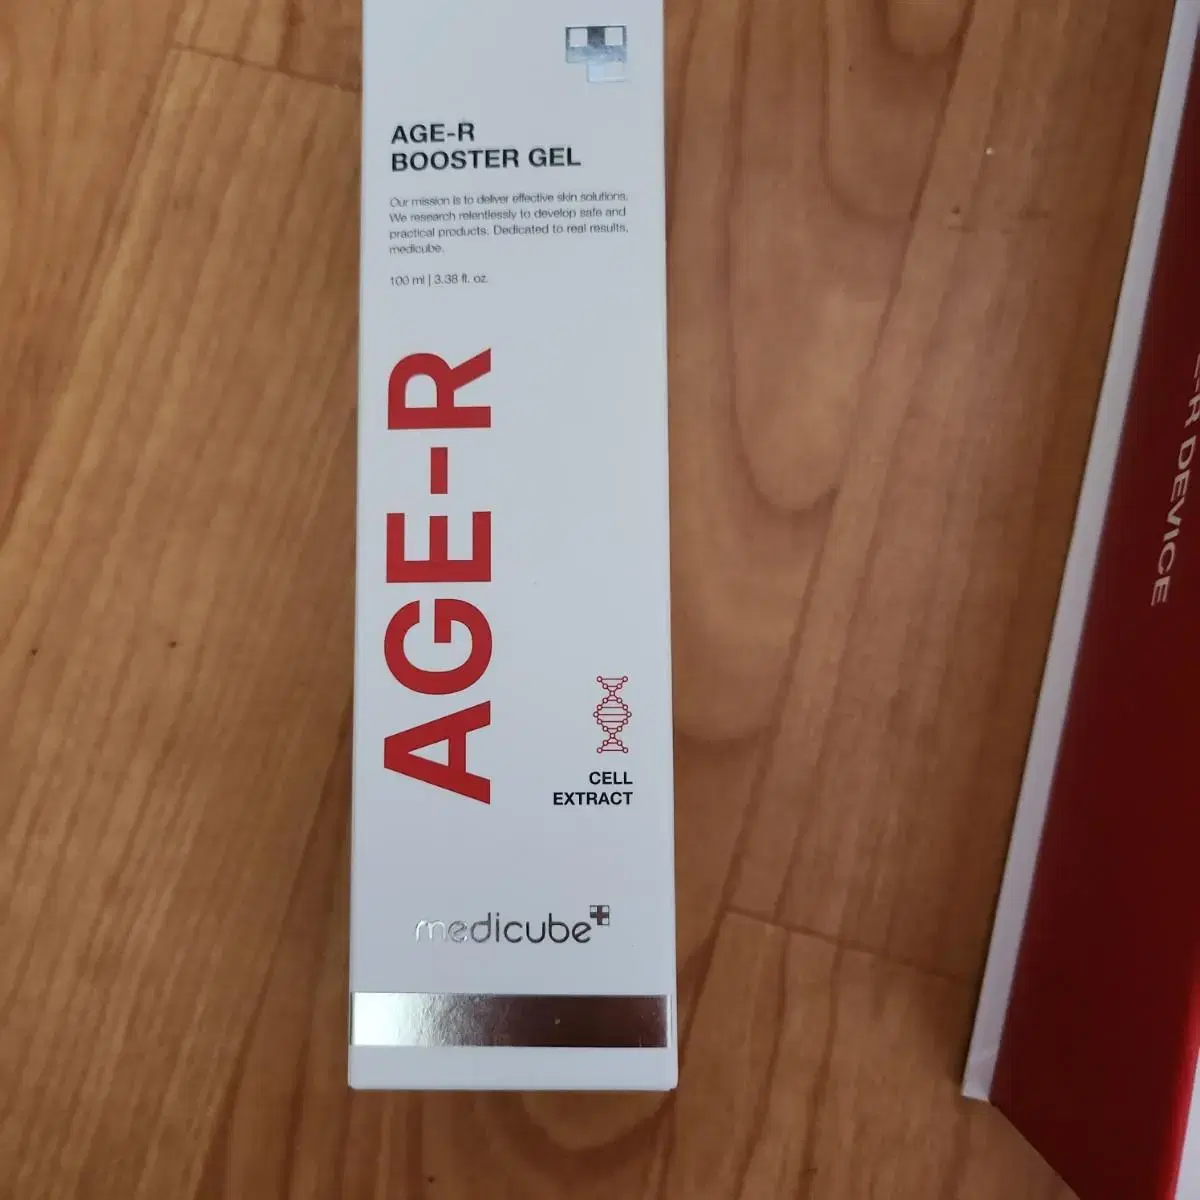 AGE-R
BOOSTER GEL
Our mission is to deliver effective skin solutions.
We research relentlessly to develop safe and
practical products. Dedicated to real results,
medicube.
100 ml | 3.38 fl. oz.
AGE-R
CELL
EXTRACT
medicube
DEVICE